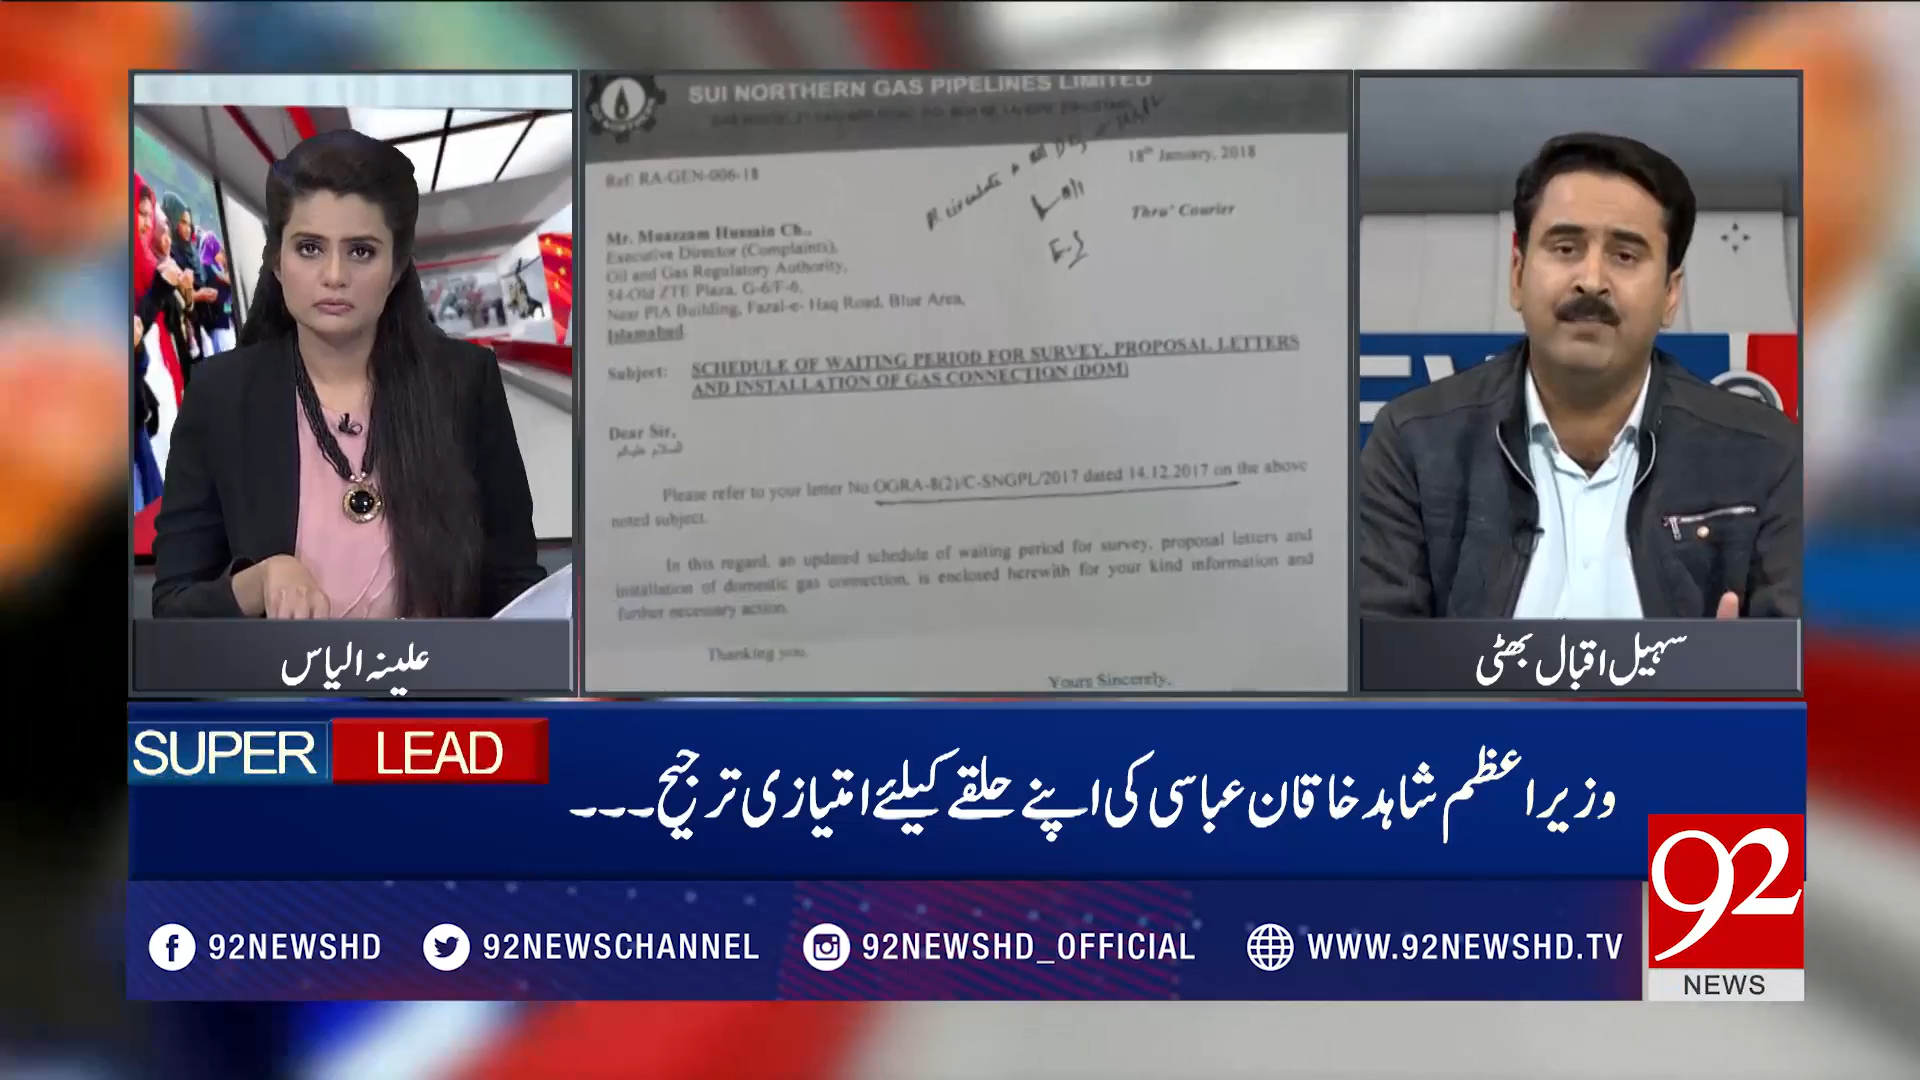 SUI NORTHERN GAS PIPELINES LIMITED
Ref: RA-GEN-006-18
18th January, 2018
Thru' Courier
Mr. Muazzam Hussain Ch.,
Executive Director (Complaints),
Oil and Gas Regulatory Authority,
54-Old ZTE Plaza, G-6/F-6,
Near PIA Building, Fazal-e- Haq Road, Blue Area,
Islamabad.
Subject: SCHEDULE OF WAITING PERIOD FOR SURVEY, PROPOSAL LETTERS
AND INSTALLATION OF GAS CONNECTION (DOM)
Dear Sir,
السلام علیکم
Please refer to your letter No OGRA-8(2)/C-SNGPL/2017 dated 14.12.2017 on the above
noted subject.
In this regard, an updated schedule of waiting period for survey, proposal letters and
installation of domestic gas connection, is enclosed herewith for your kind information and
further necessary action.
Thanking you.
Yours Sincerely,
علینہ الیاس
سہیل اقبال بھٹی
SUPER LEAD
وزیراعظم شاہد خاقان عباسی کی اپنے حلقے کیلئے امتیازی ترجیح ۔۔۔
92NEWSHD
92NEWSCHANNEL
92NEWSHD_OFFICIAL
WWW.92NEWSHD.TV
92
NEWS